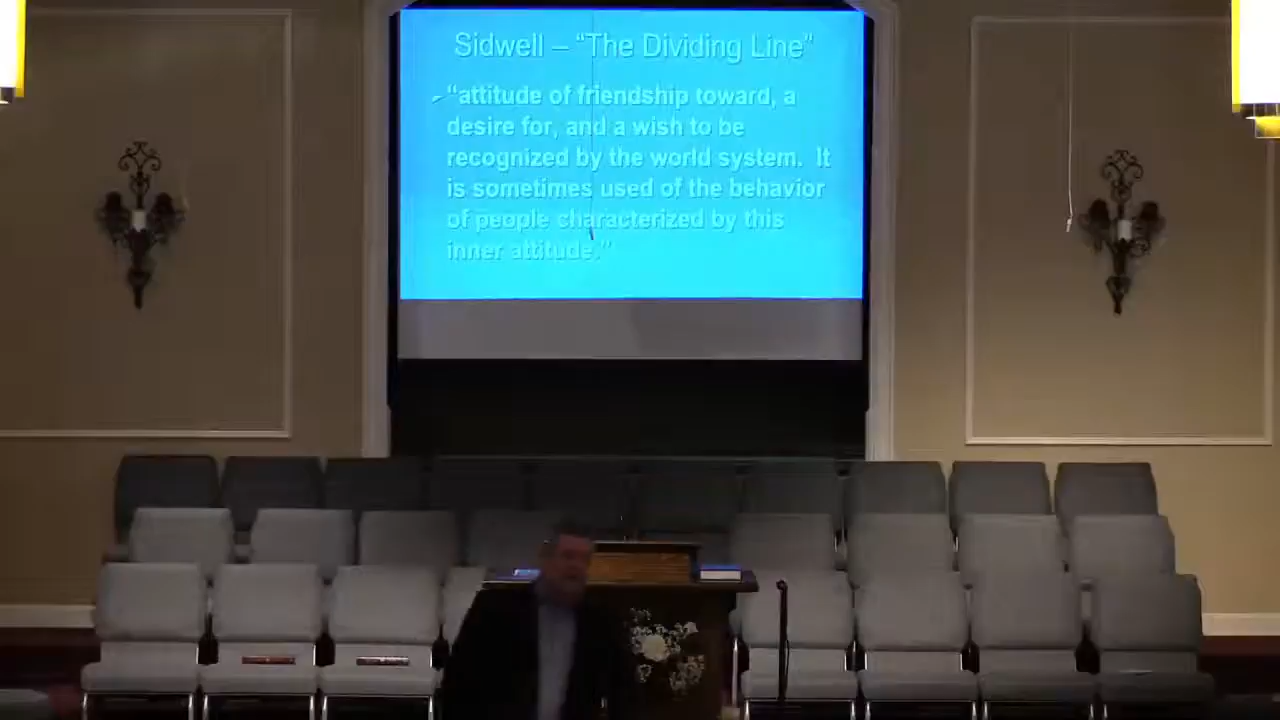 Sidwell – “The Dividing Line”
“attitude of friendship toward, a
desire for, and a wish to be
recognized by the world system. It
is sometimes used of the behavior
of people characterized by this
inner attitude.”